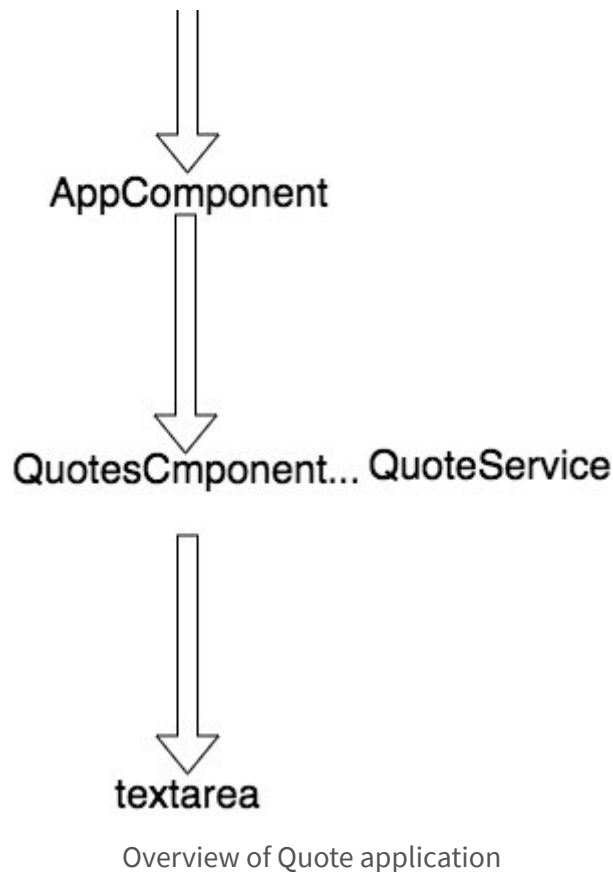 AppComponent
QuotesCmponent... QuoteService
textarea
Overview of Quote application